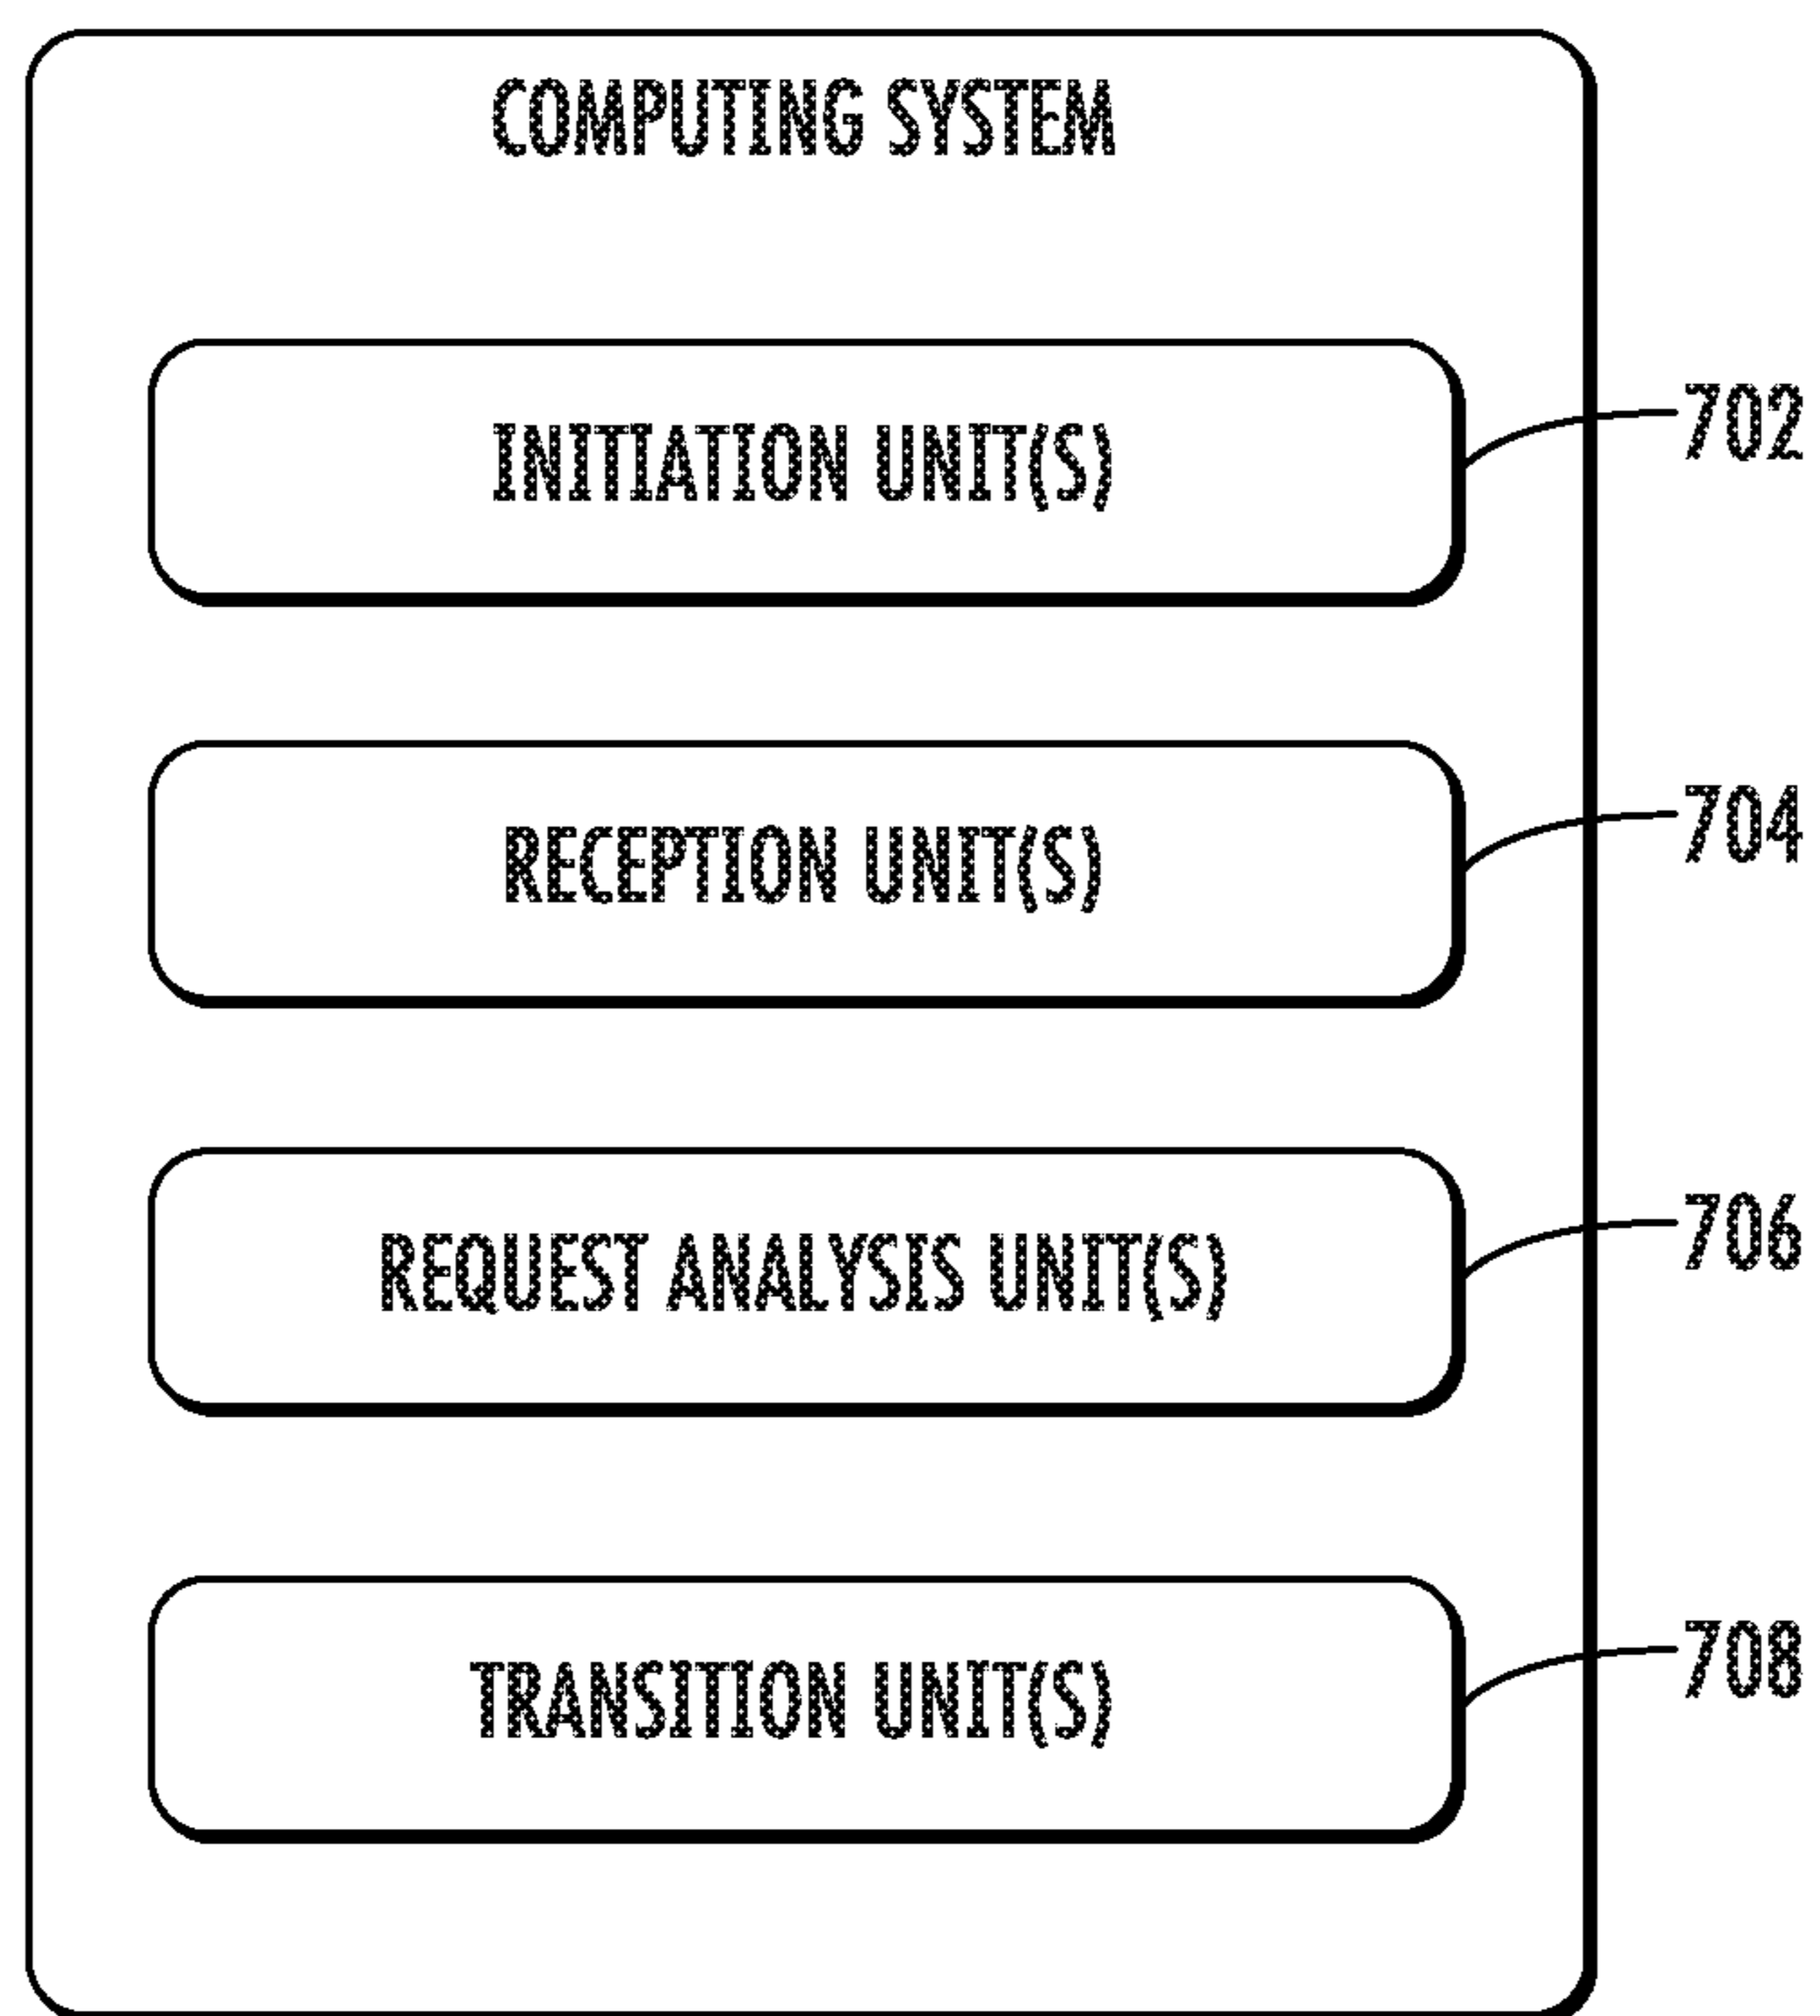 COMPUTING SYSTEM
INITIATION UNIT(S)
702
RECEPTION UNIT(S)
704
REQUEST ANALYSIS UNIT(S)
706
TRANSITION UNIT(S)
708